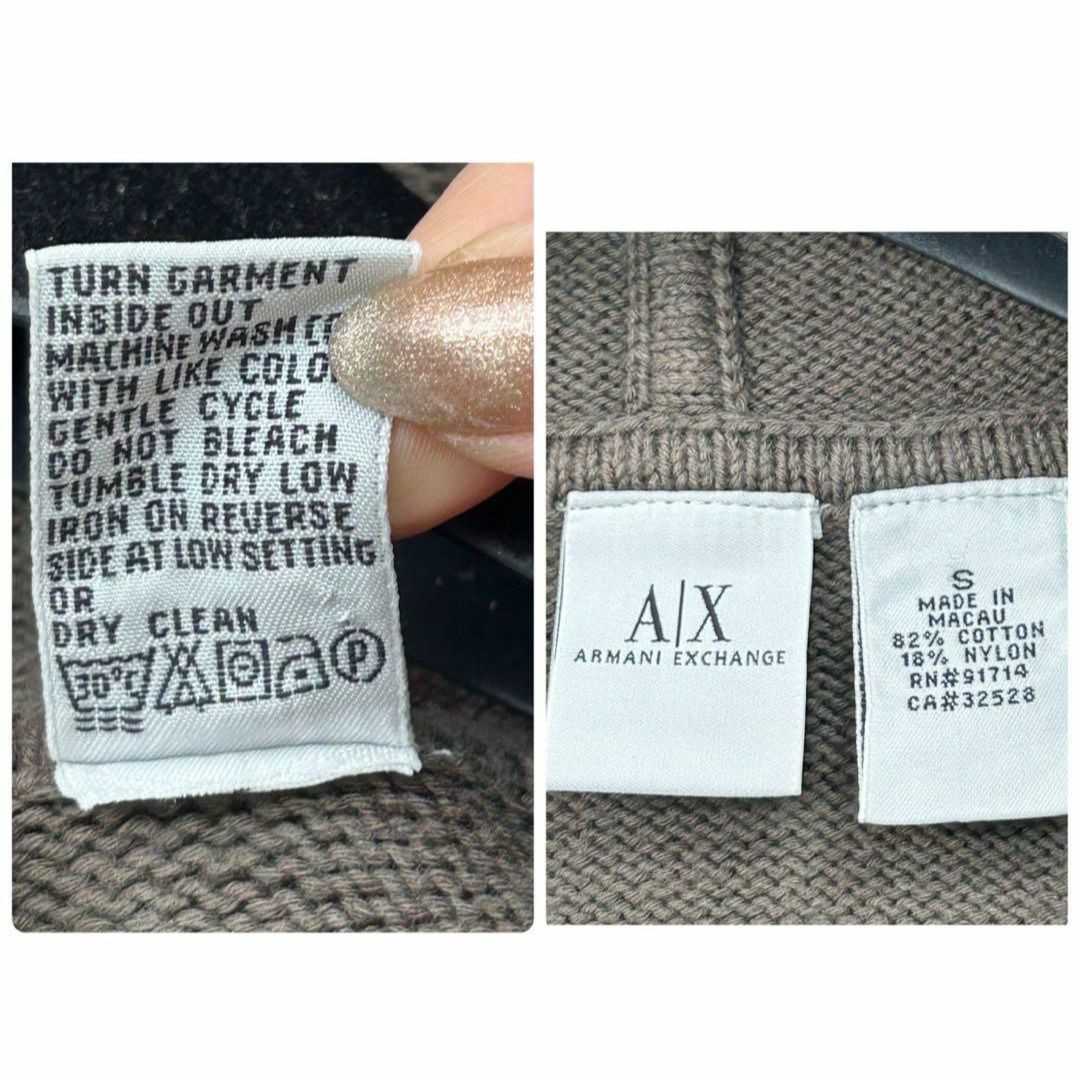 TURN GARMENT
INSIDE OUT
MACHINE WASH
WITH LIKE
GENTLE CYCLE
DO NOT BLEACH
TUMBLE DRY LOW
IRON ON REVERSE
SIDE AT LOW SETTING
OR
DRY CLEAN
30°C
P
A|X
ARMANI EXCHANGE
S
MADE IN
MACAU
82% COTTON
18% NYLON
RN#91714
CA#32528